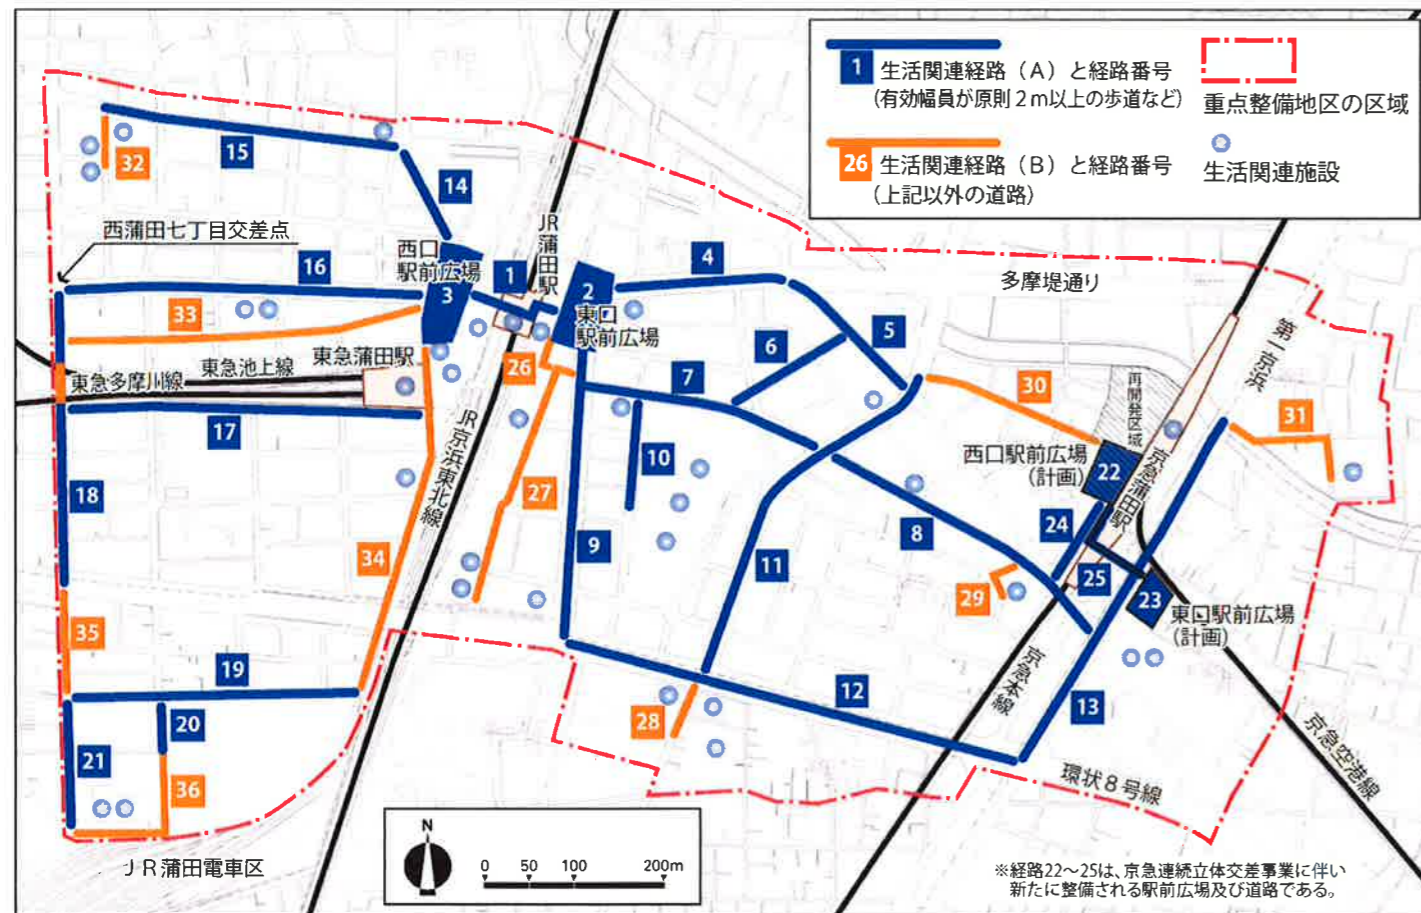 1 生活関連経路（A）と経路番号
(有効幅員が原則２ｍ以上の歩道など)
26 生活関連経路（B）と経路番号
(上記以外の道路)
重点整備地区の区域
生活関連施設
32
15
14
西蒲田七丁目交差点
16
西口
駅前広場
3
1
JR蒲田駅
2
東口
駅前広場
4
多摩堤通り
33
東急多摩川線
東急池上線
東急蒲田駅
26
6
5
7
30
再開発区域
第一京浜
31
17
JR京浜東北線
10
西口駅前広場
(計画)
22
京急蒲田駅
18
27
9
11
8
24
25
34
29
23
東口駅前広場
(計画)
35
19
12
京急本線
13
20
28
21
36
環状８号線
京急空港線
ＪＲ蒲田電車区
N
0 50 100 200m
※経路22～25は、京急連続立体交差事業に伴い
新たに整備される駅前広場及び道路である。